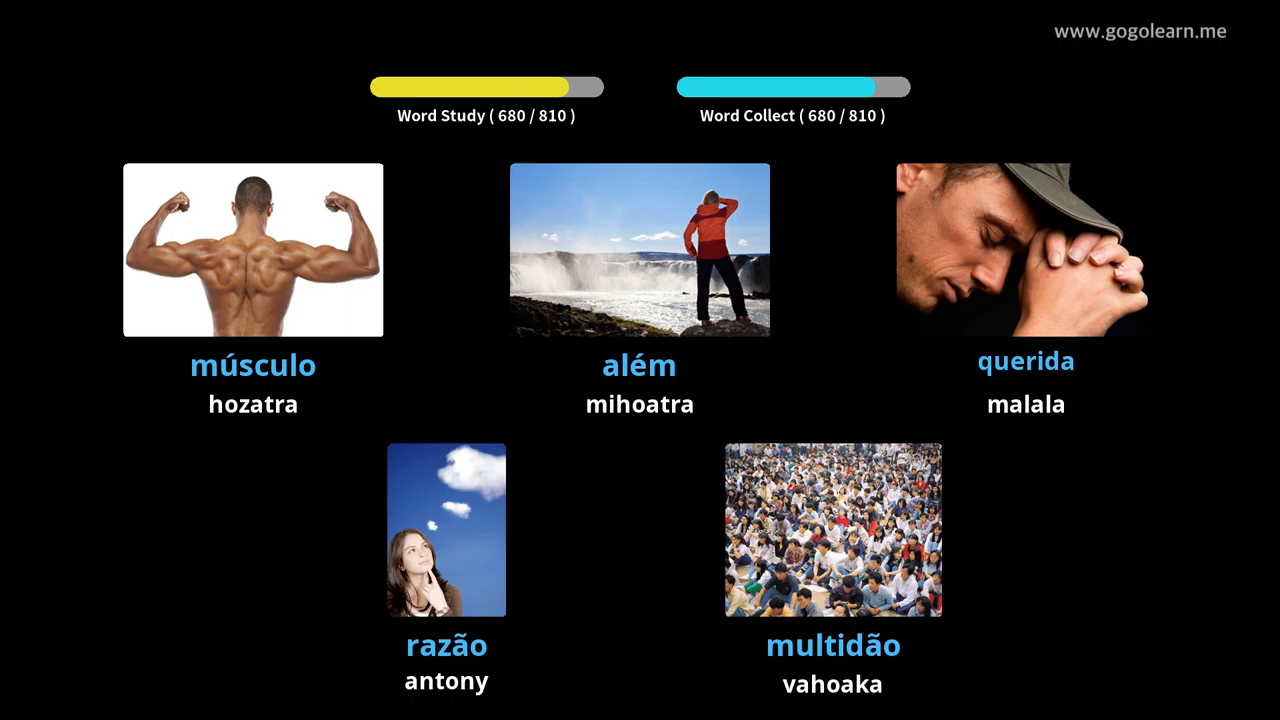 www.gogolearn.me
Word Study ( 680 / 810 )
Word Collect ( 680 / 810 )
músculo
hozatra
além
mihoatra
querida
malala
razão
antony
multidão
vahoaka